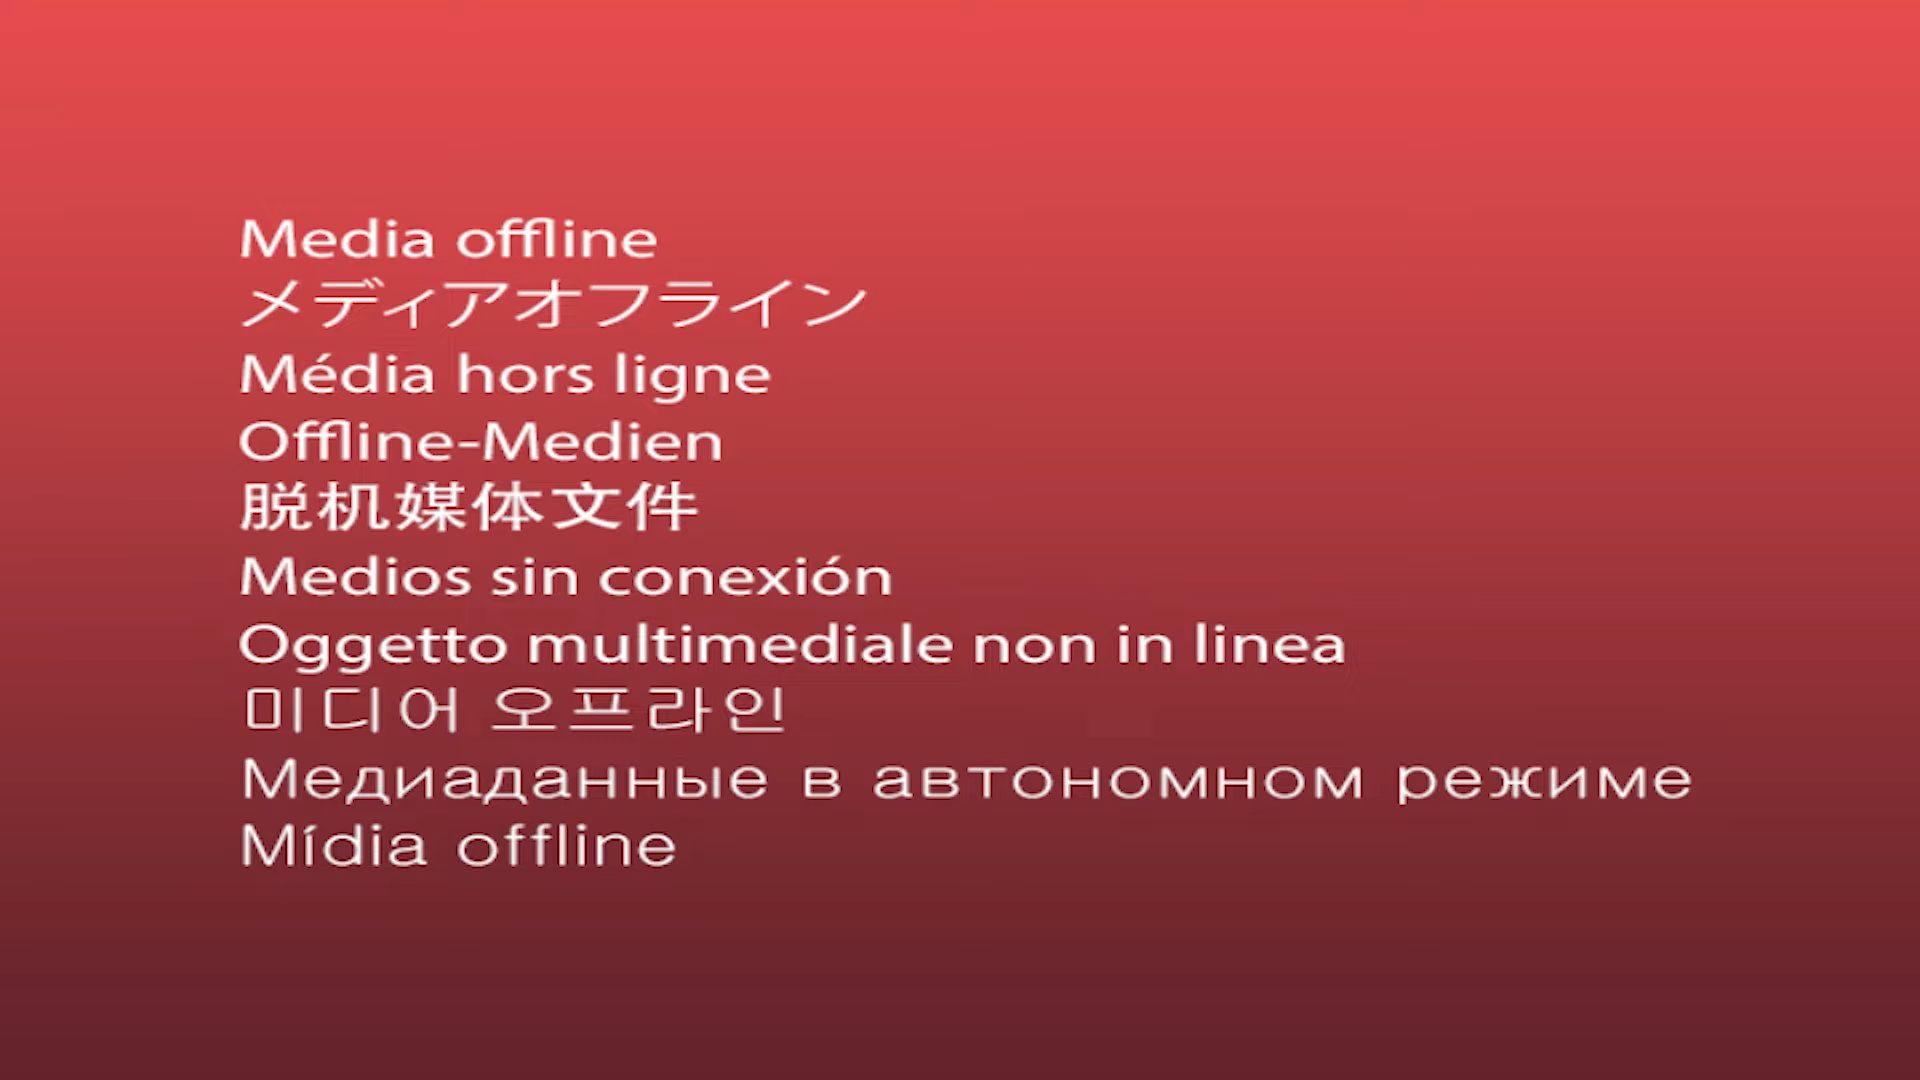 Media offline
メディアオフライン
Média hors ligne
Offline-Medien
脱机媒体文件
Medios sin conexión
Oggetto multimediale non in linea
미디어 오프라인
Медиаданные в автономном режиме
Mídia offline